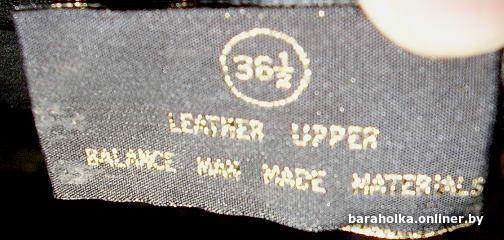 36½
LEATHER UPPER
BALANCE MAN MADE MATERIALS
baraholka.onliner.by